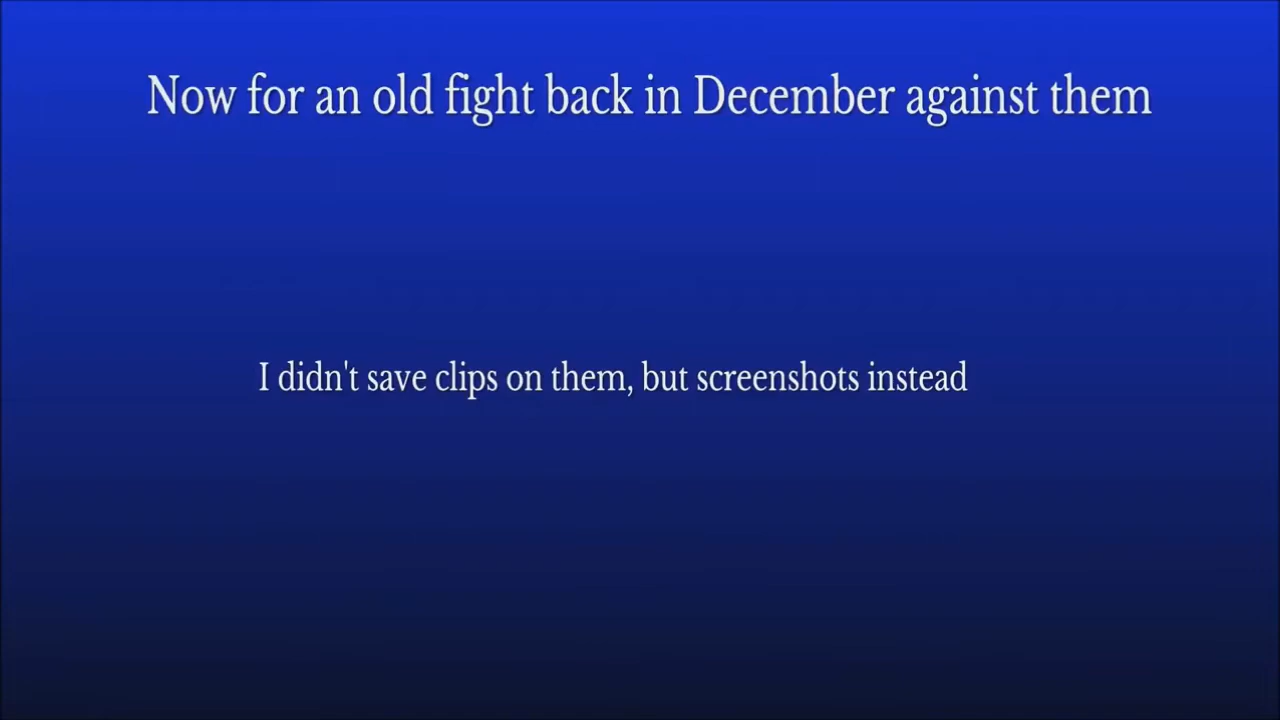 Now for an old fight back in December against them
I didn't save clips on them, but screenshots instead